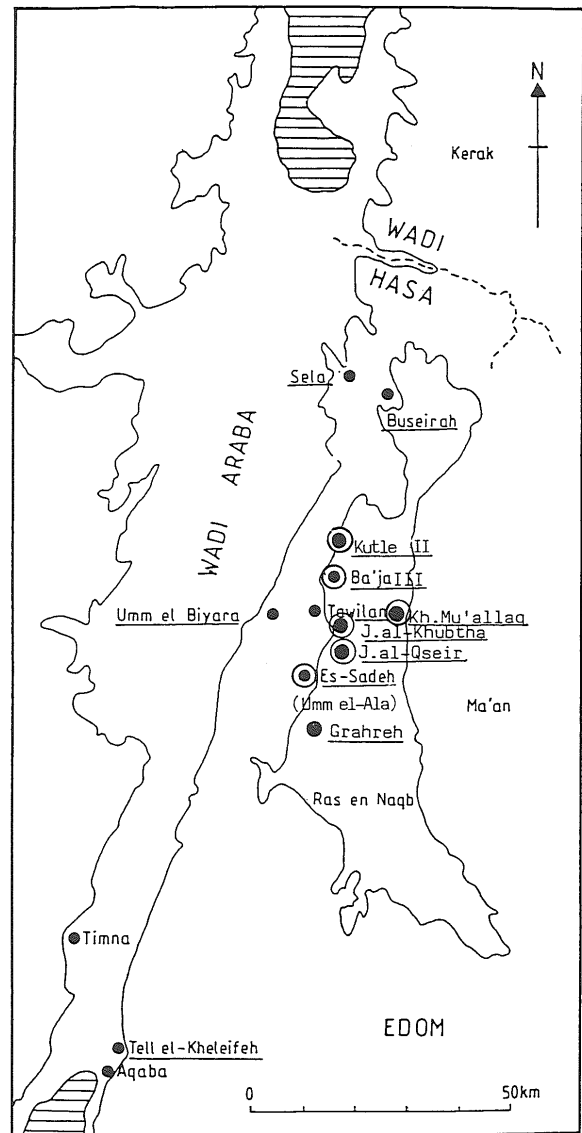 N
Kerak
WADI
HASA
Sela
Buseirah
WADI ARABA
Kutle II
Ba'ja III
Umm el Biyara
Tawilan
Kh.Mu'allaq
J.al-Khubtha
J.al-Qseir
Es-Sadeh
(Umm el-Ala)
Ma'an
Grahreh
Ras en Naqb
Timna
EDOM
Tell el-Kheleifeh
Aqaba
0
50km